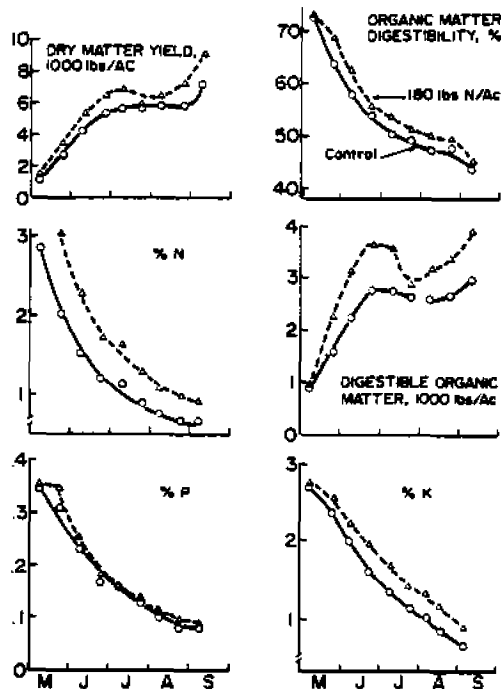 DRY MATTER YIELD,
1000 lbs/AC
10
8
6
4
2
0
ORGANIC MATTER
DIGESTIBILITY, %
70
60
50
40
180 lbs N/Ac
Control
% N
3
2
1
4
3
2
1
0
DIGESTIBLE ORGANIC
MATTER, 1000 lbs/Ac
% P
.4
.3
.2
.1
0
M J J A S
% K
3
2
1
M J J A S